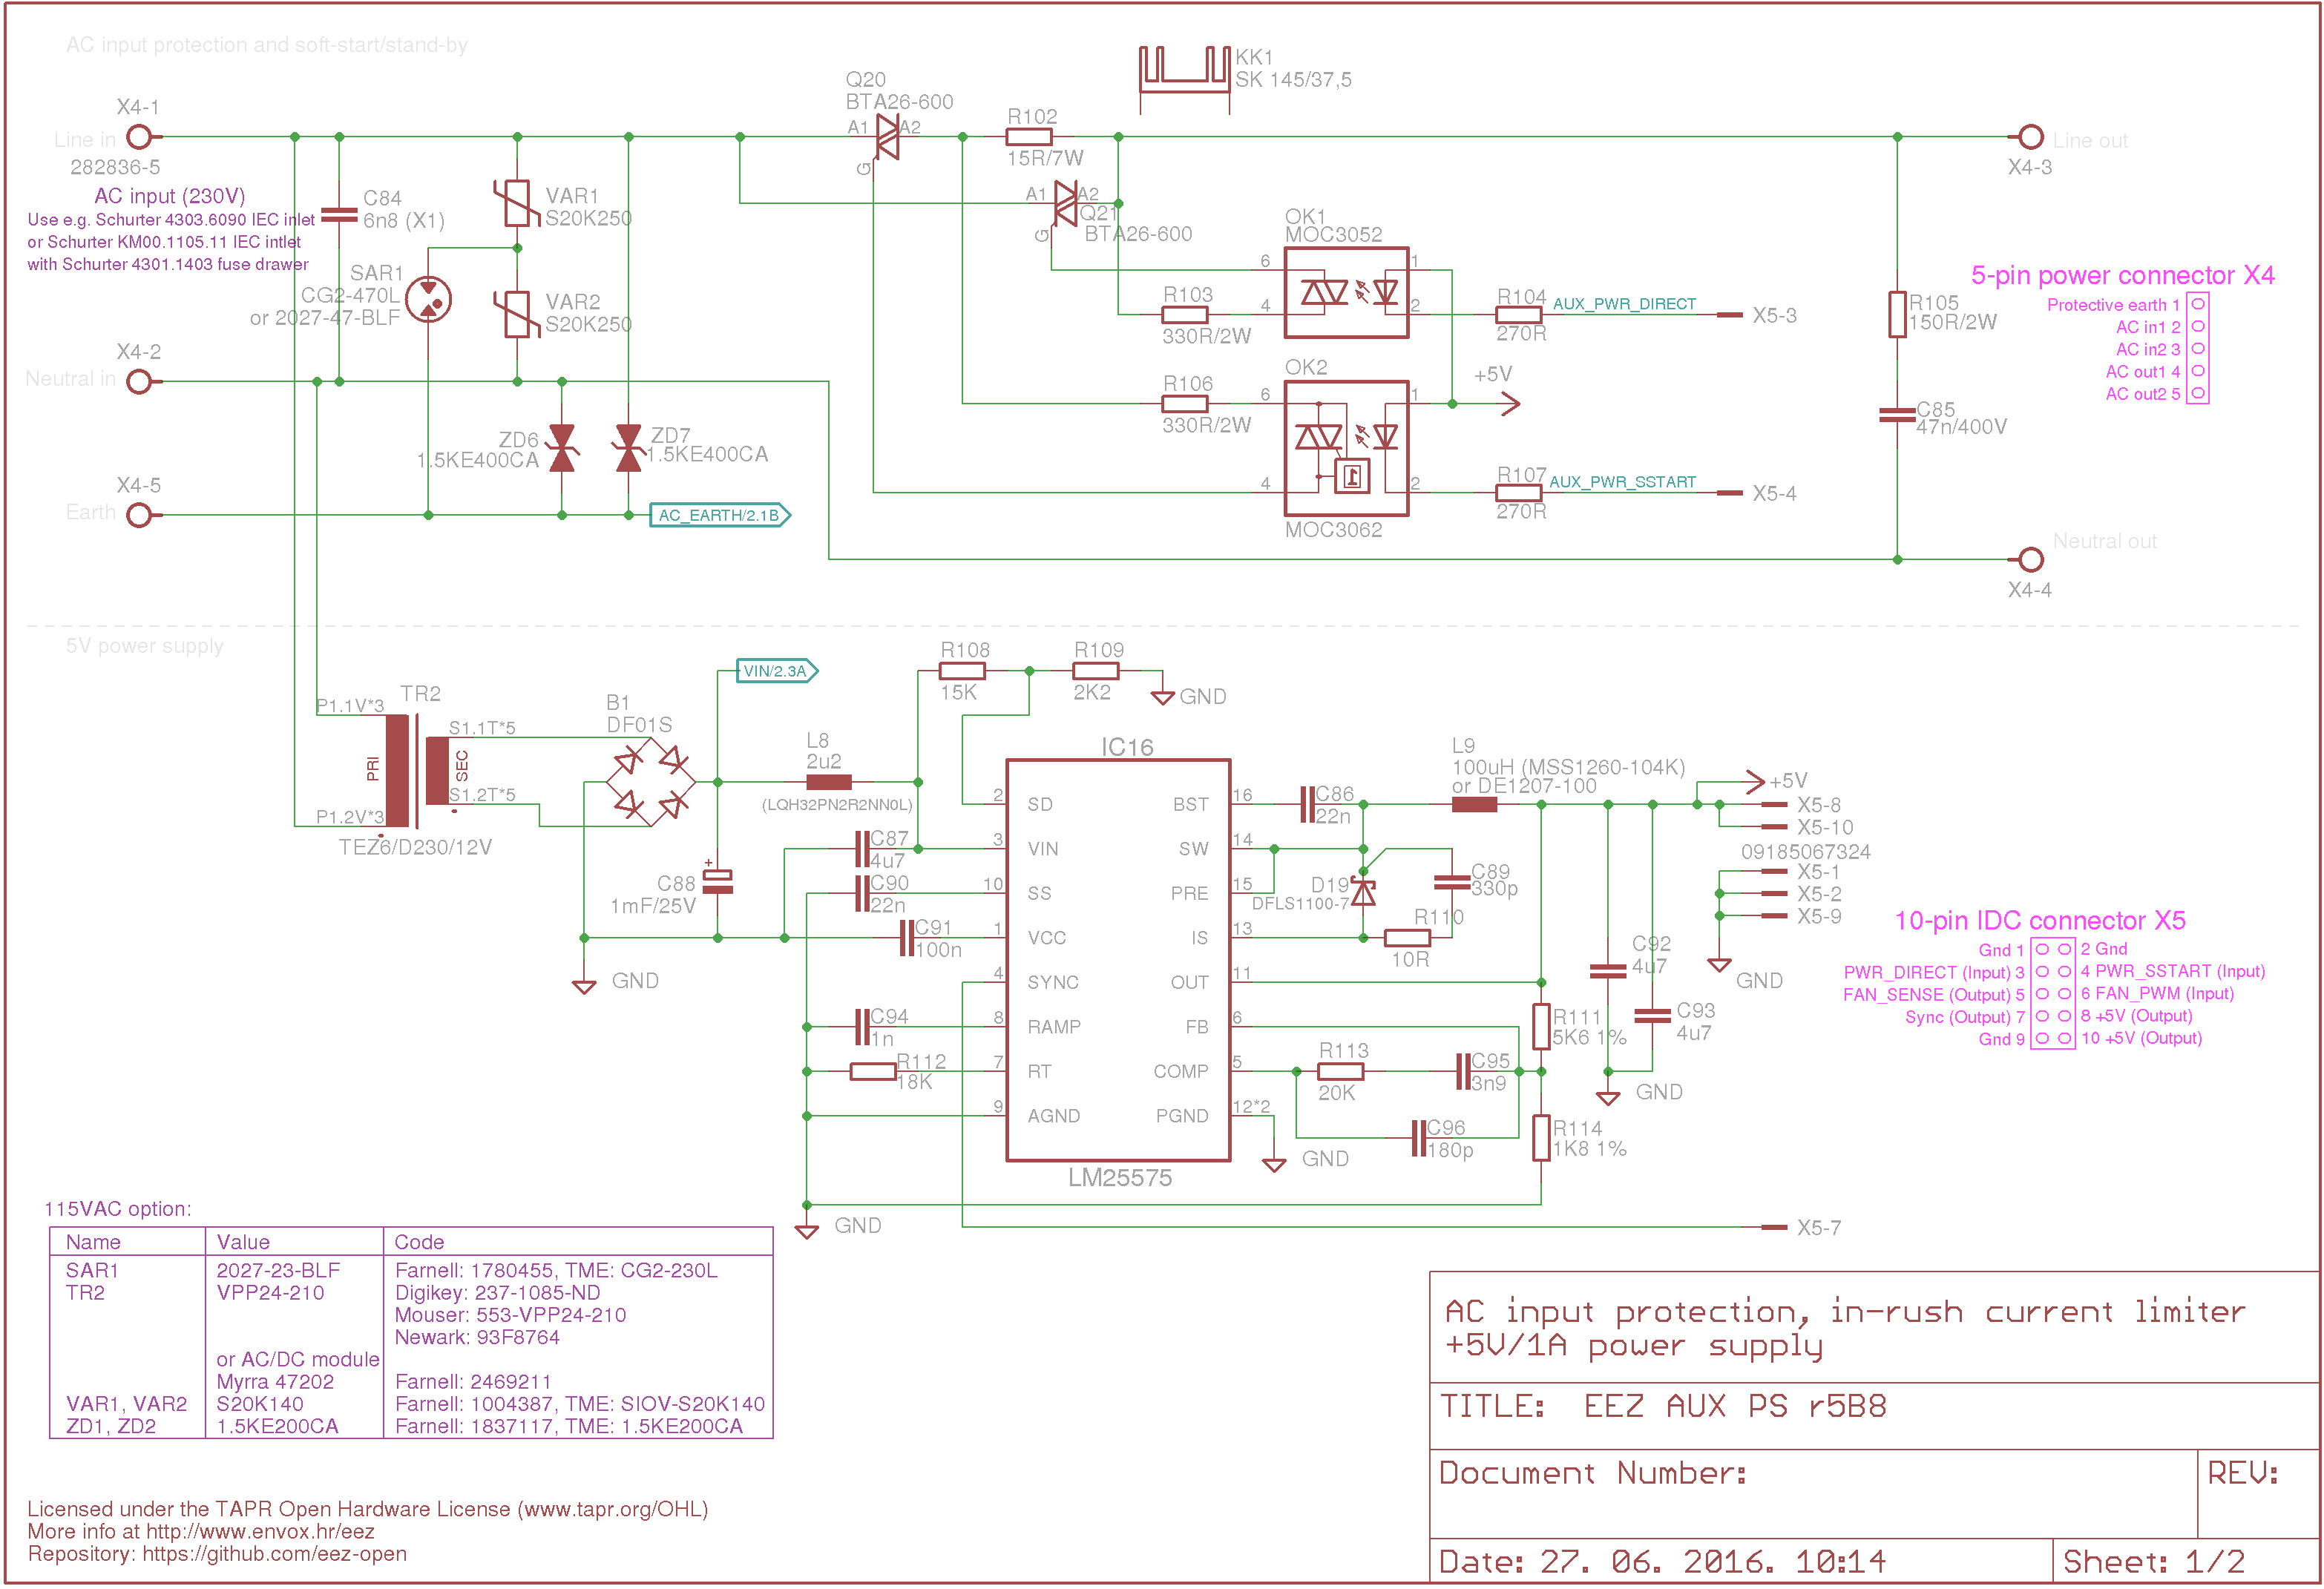 AC input protection and soft-start/stand-by
KK1
SK 145/37,5
Q20
BTA26-600
X4-1
A1
A2
G
R102
15R/7W
Line in
Line out
282836-5
X4-3
AC input (230V)
Use e.g. Schurter 4303.6090 IEC inlet
or Schurter KM00.1105.11 IEC intlet
with Schurter 4301.1403 fuse drawer
C84
6n8 (X1)
VAR1
S20K250
A1
A2
G
Q21
BTA26-600
OK1
MOC3052
6
1
4
2
SAR1
CG2-470L
or 2027-47-BLF
VAR2
S20K250
R103
330R/2W
R104
270R
AUX_PWR_DIRECT
X5-3
R105
150R/2W
5-pin power connector X4
Protective earth 1
AC in1 2
AC in2 3
AC out1 4
AC out2 5
X4-2
Neutral in
OK2
R106
330R/2W
6
1
4
2
1
+5V
C85
47n/400V
ZD6
1.5KE400CA
ZD7
1.5KE400CA
X4-5
Earth
AC_EARTH/2.1B
MOC3062
R107
270R
AUX_PWR_SSTART
X5-4
Neutral out
X4-4
5V power supply
VIN/2.3A
R108
15K
R109
2K2
GND
P1.1V*3
TR2
PRI
SEC
S1.1T*5
S1.2T*5
P1.2V*3
TEZ6/D230/12V
B1
DF01S
L8
2u2
(LQH32PN2R2NN0L)
IC16
2
SD
BST
16
3
VIN
SW
14
10
SS
PRE
15
1
VCC
IS
13
4
SYNC
OUT
11
8
RAMP
FB
6
7
RT
COMP
5
9
AGND
PGND
12*2
LM25575
C87
4u7
C90
22n
+
C88
1mF/25V
C91
100n
GND
C94
1n
R112
18K
GND
C86
22n
L9
100uH (MSS1260-104K)
or DE1207-100
D19
DFLS1100-7
C89
330p
R110
10R
R111
5K6 1%
R113
20K
C95
3n9
C96
180p
R114
1K8 1%
GND
C92
4u7
C93
4u7
GND
+5V
X5-8
X5-10
09185067324
X5-1
X5-2
X5-9
GND
X5-7
10-pin IDC connector X5
Gnd 1
2 Gnd
PWR_DIRECT (Input) 3
4 PWR_SSTART (Input)
FAN_SENSE (Output) 5
6 FAN_PWM (Input)
Sync (Output) 7
8 +5V (Output)
Gnd 9
10 +5V (Output)
115VAC option:
Name Value Code
SAR1 2027-23-BLF Farnell: 1780455, TME: CG2-230L
TR2 VPP24-210 Digikey: 237-1085-ND
Mouser: 553-VPP24-210
Newark: 93F8764
or AC/DC module
Myrra 47202 Farnell: 2469211
VAR1, VAR2 S20K140 Farnell: 1004387, TME: SIOV-S20K140
ZD1, ZD2 1.5KE200CA Farnell: 1837117, TME: 1.5KE200CA
Licensed under the TAPR Open Hardware License (www.tapr.org/OHL)
More info at http://www.envox.hr/eez
Repository: https://github.com/eez-open
AC input protection, in-rush current limiter
+5V/1A power supply
TITLE: EEZ AUX PS r5B8
Document Number:
REV:
Date: 27. 06. 2016. 10:14
Sheet: 1/2